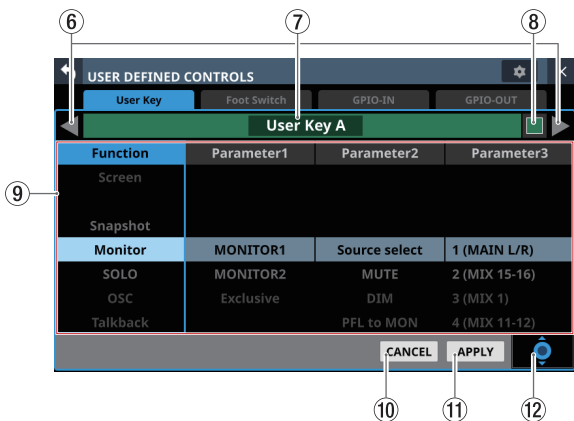 ⑥ ⑦ ⑧
USER DEFINED CONTROLS
User Key Foot Switch GPIO-IN GPIO-OUT
User Key A
Function Parameter1 Parameter2 Parameter3
Screen
⑨
Snapshot
Monitor MONITOR1 Source select 1 (MAIN L/R)
SOLO MONITOR2 MUTE 2 (MIX 15-16)
OSC Exclusive DIM 3 (MIX 1)
Talkback PFL to MON 4 (MIX 11-12)
CANCEL APPLY
⑩ ⑪ ⑫